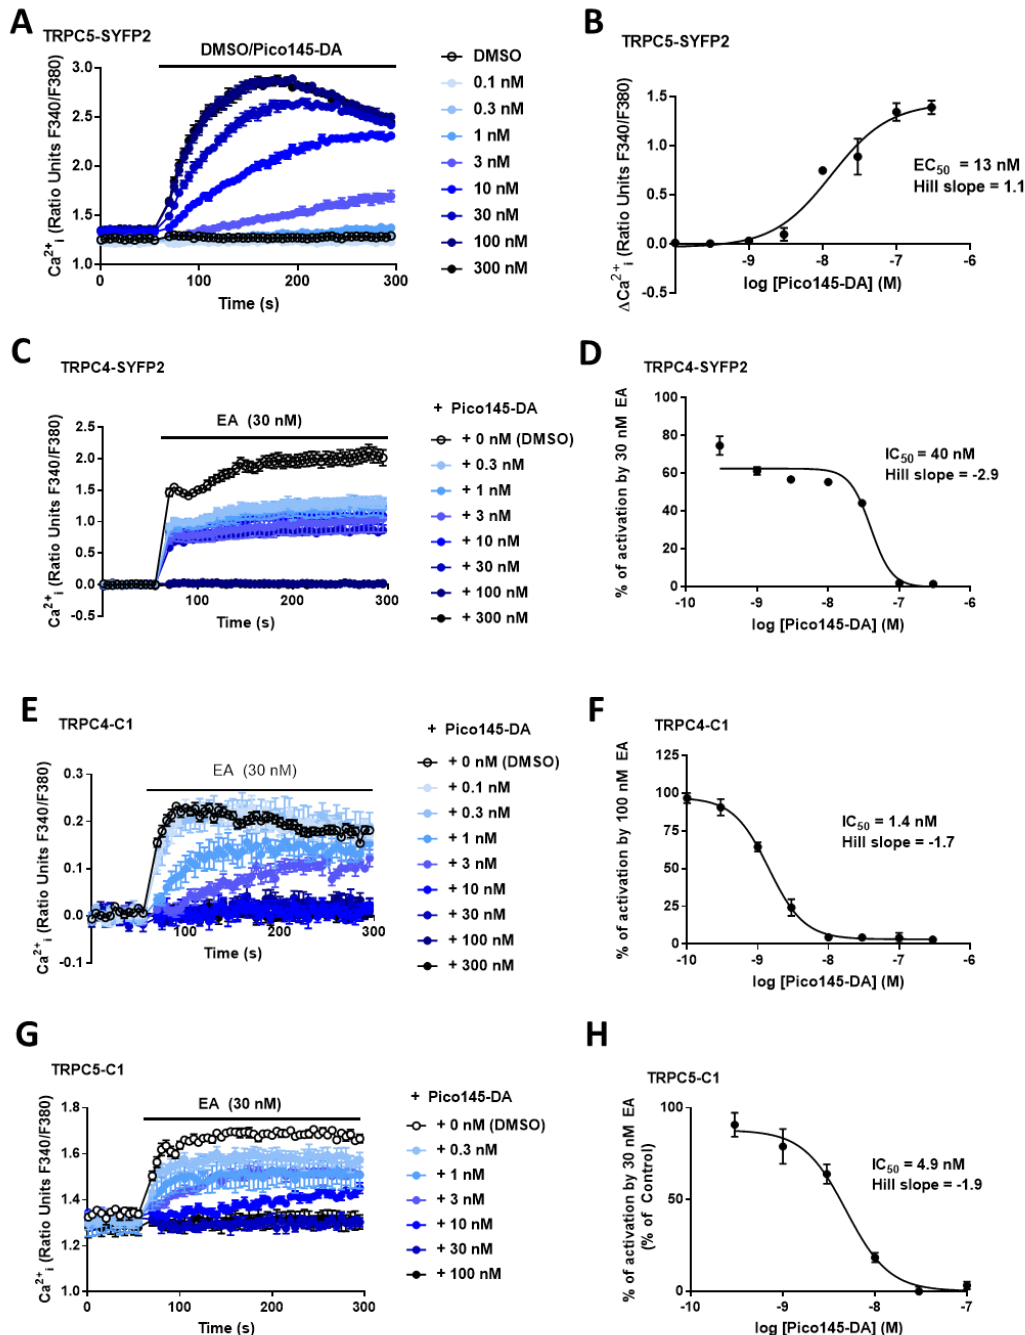 A
TRPC5-SYFP2
DMSO/Pico145-DA
Ca²⁺ᵢ (Ratio Units F340/F380)
3.0
2.5
2.0
1.5
1.0
100
200
300
Time (s)
DMSO
0.1 nM
0.3 nM
1 nM
3 nM
10 nM
30 nM
100 nM
300 nM
B
TRPC5-SYFP2
ΔCa²⁺ᵢ (Ratio Units F340/F380)
1.5
1.0
0.5
0.0
-0.5
-9
-8
-7
-6
log [Pico145-DA] (M)
EC₅₀ = 13 nM
Hill slope = 1.1
C
TRPC4-SYFP2
EA (30 nM)
Ca²⁺ᵢ (Ratio Units F340/F380)
2.5
2.0
1.5
1.0
0.5
0.0
-0.5
100
200
300
Time (s)
+ Pico145-DA
+ 0 nM (DMSO)
+ 0.3 nM
+ 1 nM
+ 3 nM
+ 10 nM
+ 30 nM
+ 100 nM
+ 300 nM
D
TRPC4-SYFP2
% of activation by 30 nM EA
100
80
60
40
20
0
-10
-9
-8
-7
-6
log [Pico145-DA] (M)
IC₅₀ = 40 nM
Hill slope = -2.9
E
TRPC4-C1
EA (30 nM)
Ca²⁺ᵢ (Ratio Units F340/F380)
0.3
0.2
0.1
0.0
-0.1
100
200
300
Time (s)
+ Pico145-DA
+ 0 nM (DMSO)
+ 0.1 nM
+ 0.3 nM
+ 1 nM
+ 3 nM
+ 10 nM
+ 30 nM
+ 100 nM
+ 300 nM
F
TRPC4-C1
% of activation by 100 nM EA
125
100
75
50
25
0
-10
-9
-8
-7
-6
log [Pico145-DA] (M)
IC₅₀ = 1.4 nM
Hill slope = -1.7
G
TRPC5-C1
EA (30 nM)
Ca²⁺ᵢ (Ratio Units F340/F380)
1.8
1.6
1.4
1.2
1.0
0
100
200
300
Time (s)
+ Pico145-DA
+ 0 nM (DMSO)
+ 0.3 nM
+ 1 nM
+ 3 nM
+ 10 nM
+ 30 nM
+ 100 nM
H
TRPC5-C1
% of activation by 30 nM EA
(% of Control)
100
50
0
-10
-9
-8
-7
log [Pico145-DA] (M)
IC₅₀ = 4.9 nM
Hill slope = -1.9